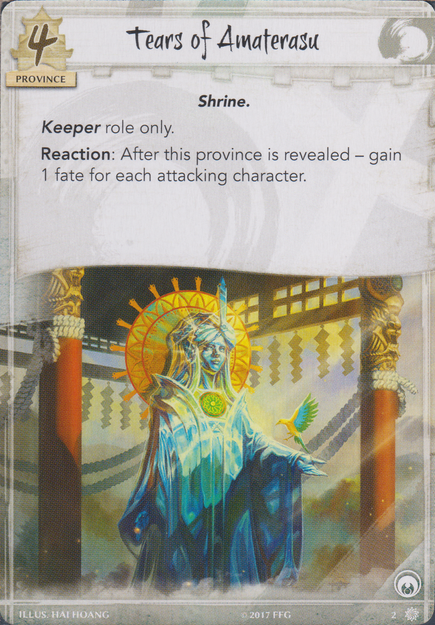 Tears of Amaterasu
4
PROVINCE
Shrine.
Keeper role only.
Reaction: After this province is revealed – gain
1 fate for each attacking character.
ILLUS. HAI HOANG
© 2017 FFG
2